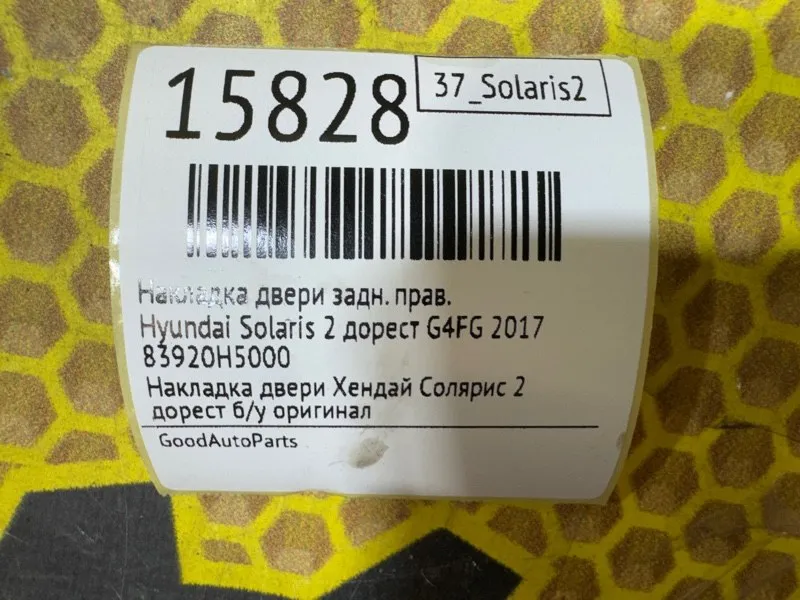 15828
37_Solaris2
Накладка двери задн. прав.
Hyundai Solaris 2 дорест G4FG 2017
83920H5000
Накладка двери Хендай Солярис 2
дорест б/у оригинал
GoodAutoParts